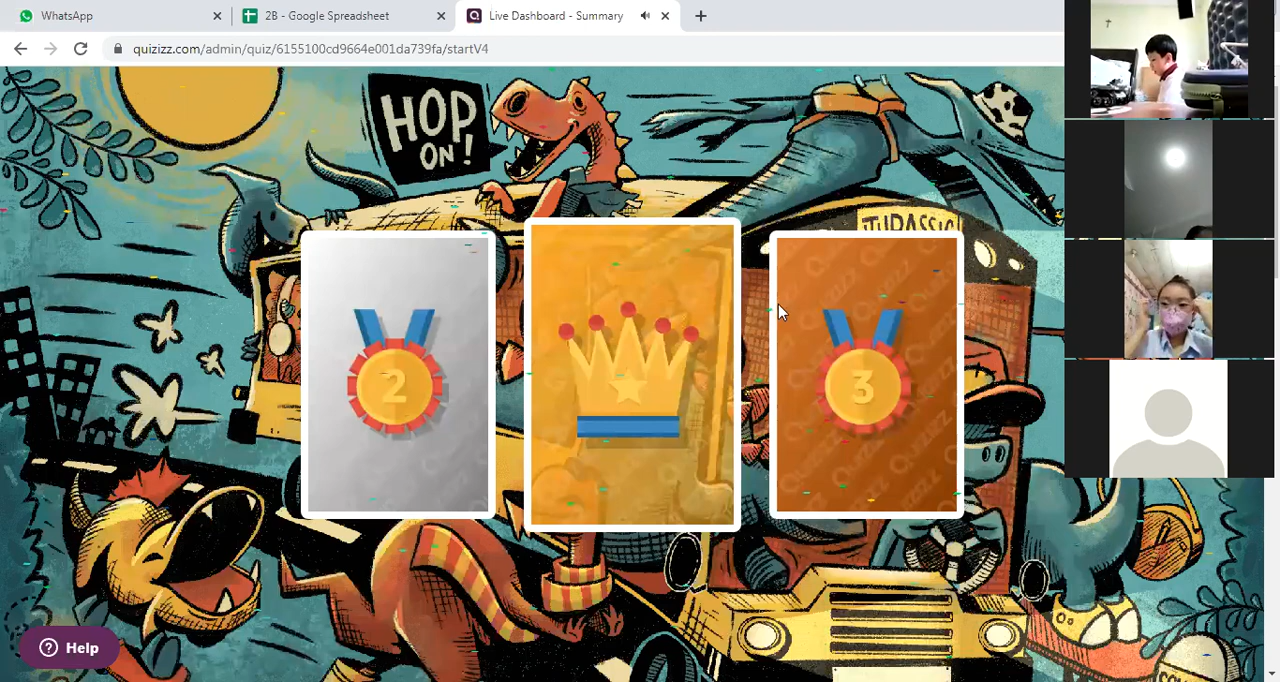 WhatsApp
2B - Google Spreadsheet
Live Dashboard - Summary
quizizz.com/admin/quiz/6155100cd9664e001da739fa/startV4
HOP
ON!
JURASSIC
2
3
Help